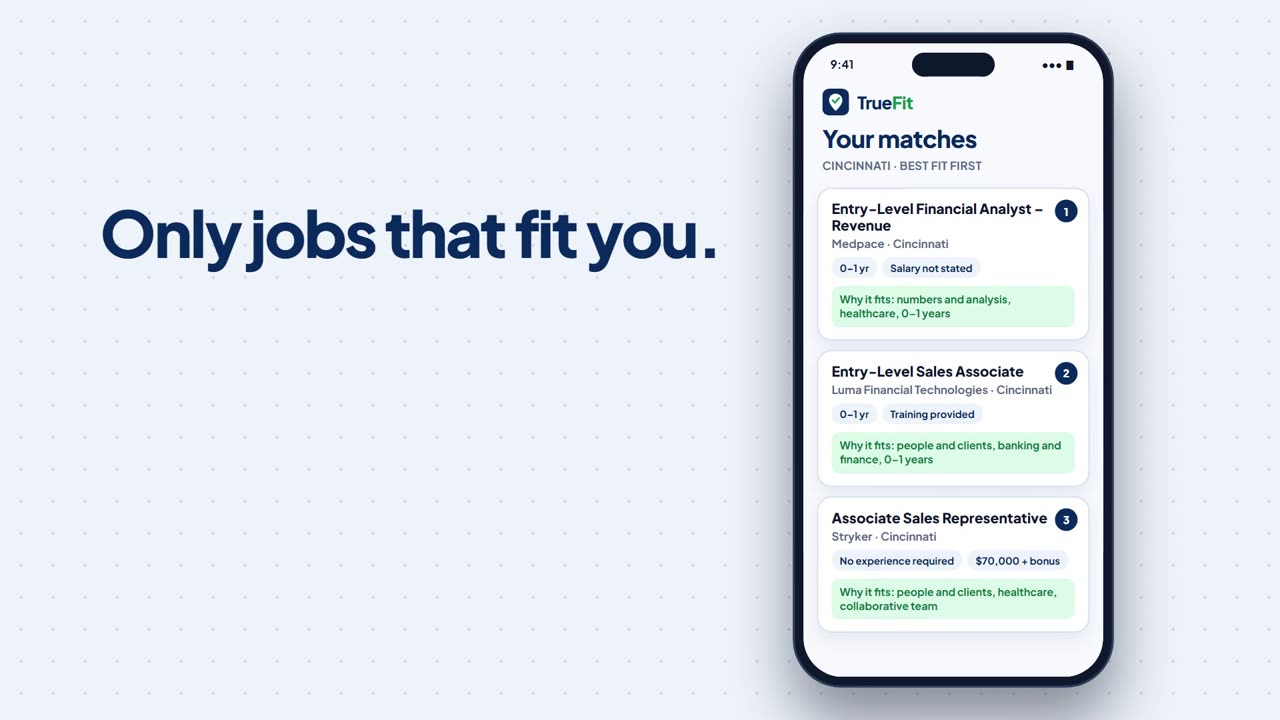 Only jobs that fit you.
9:41
TrueFit
Your matches
CINCINNATI · BEST FIT FIRST
Entry-Level Financial Analyst –
Revenue
1
Medpace · Cincinnati
0–1 yr
Salary not stated
Why it fits: numbers and analysis,
healthcare, 0–1 years
Entry-Level Sales Associate
2
Luma Financial Technologies · Cincinnati
0–1 yr
Training provided
Why it fits: people and clients, banking and
finance, 0–1 years
Associate Sales Representative
3
Stryker · Cincinnati
No experience required
$70,000 + bonus
Why it fits: people and clients, healthcare,
collaborative team